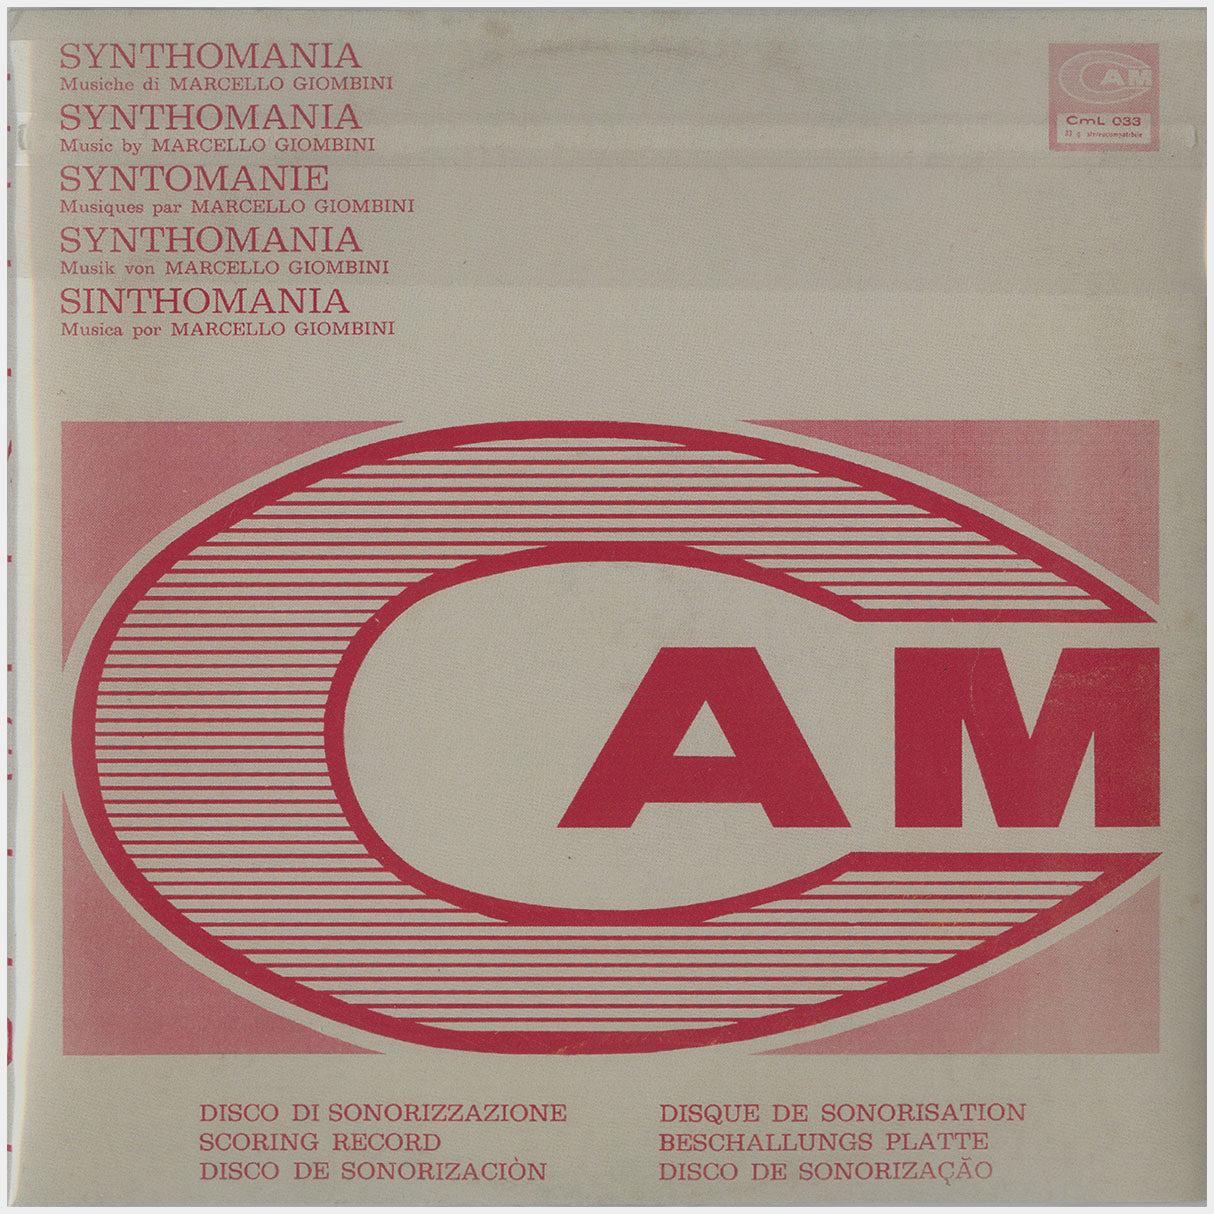 SYNTHOMANIA
Musiche di MARCELLO GIOMBINI
SYNTHOMANIA
Music by MARCELLO GIOMBINI
SYNTOMANIE
Musiques par MARCELLO GIOMBINI
SYNTHOMANIA
Musik von MARCELLO GIOMBINI
SINTHOMANIA
Musica por MARCELLO GIOMBINI
CAM
CmL 033
33 g. stereocompatibile
CAM
DISCO DI SONORIZZAZIONE
SCORING RECORD
DISCO DE SONORIZACIÒN
DISQUE DE SONORISATION
BESCHALLUNGS PLATTE
DISCO DE SONORIZAÇÃO